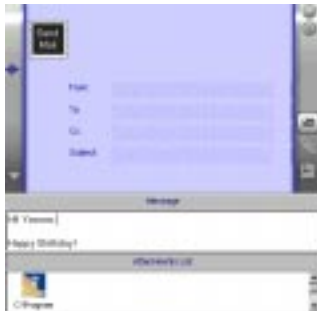 Send
Mail
From:
To:
Cc:
Subject:
Message
Hi
Happy Birthday!
Attachments List
C:\Program